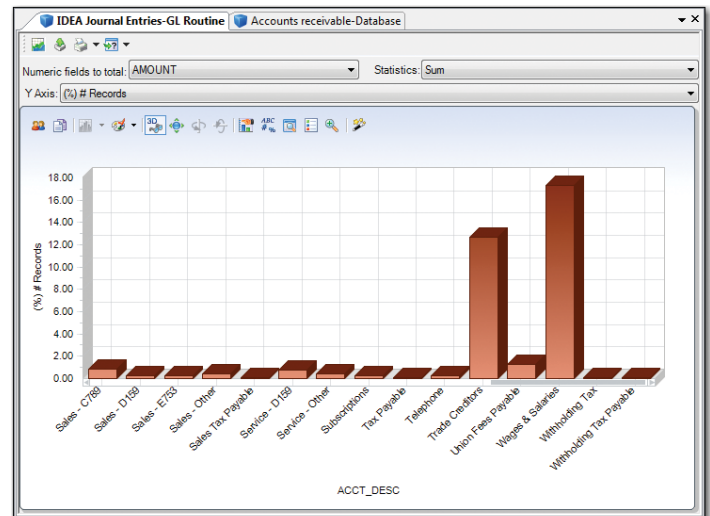 IDEA Journal Entries-GL Routine Accounts receivable-Database
Numeric fields to total: AMOUNT Statistics: Sum
Y Axis: (%) # Records
3D ABC # %
18.00
16.00
14.00
12.00
10.00
8.00
6.00
4.00
2.00
0.00
(%) # Records
Sales - C789
Sales - D159
Sales - E753
Sales - Other
Sales Tax Payable
Service - D159
Service - Other
Subscriptions
Tax Payable
Telephone
Trade Creditors
Union Fees Payable
Wages & Salaries
Withholding Tax
Withholding Tax Payable
ACCT_DESC